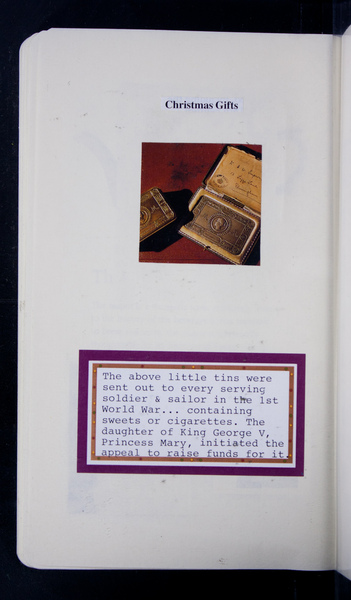 Christmas Gifts
The above little tins were
sent out to every serving
soldier & sailor in the 1st
World War... containing
sweets or cigarettes. The
daughter of King George V,
Princess Mary, initiated the
appeal to raise funds for it.